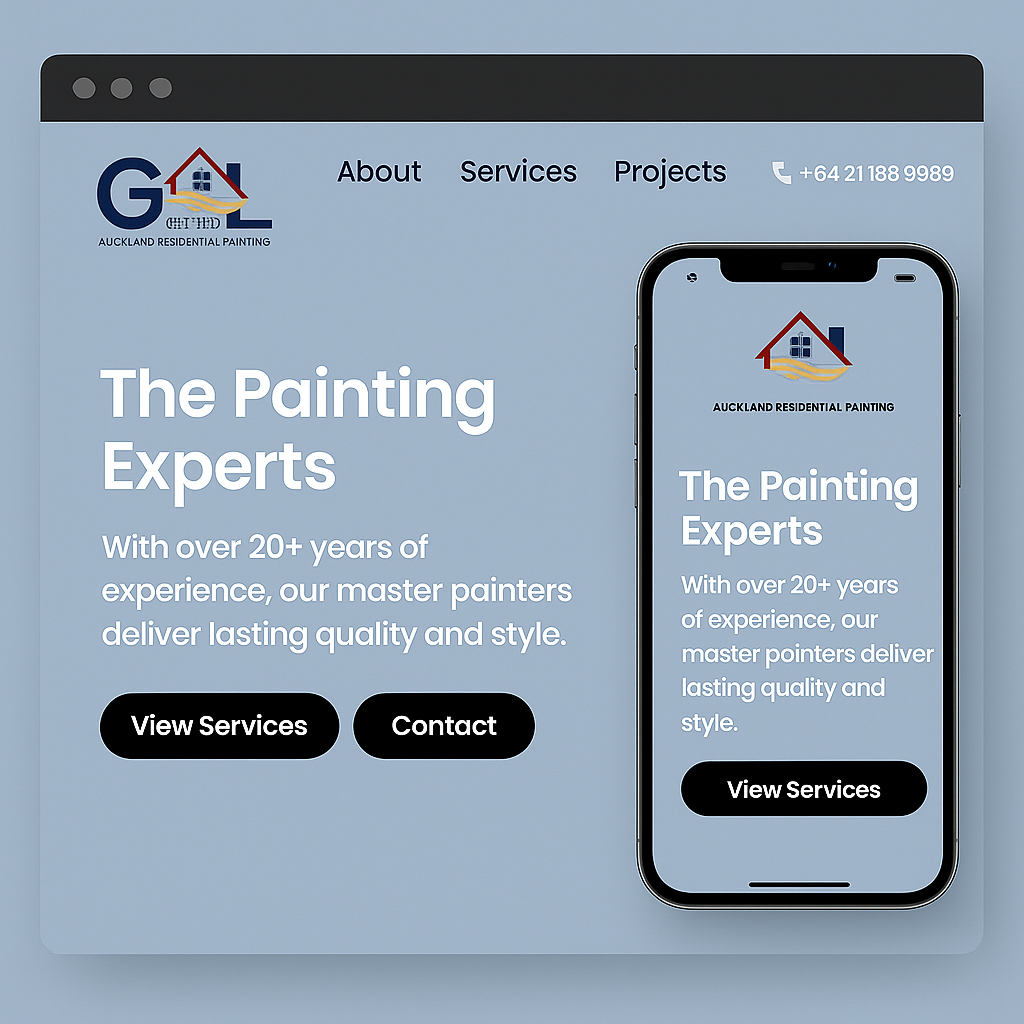 G L
AUCKLAND RESIDENTIAL PAINTING
About Services Projects +64 21 188 9989
The Painting
Experts
With over 20+ years of
experience, our master painters
deliver lasting quality and style.
View Services Contact
AUCKLAND RESIDENTIAL PAINTING
The Painting
Experts
With over 20+ years
of experience, our
master pointers deliver
lasting quality and
style.
View Services